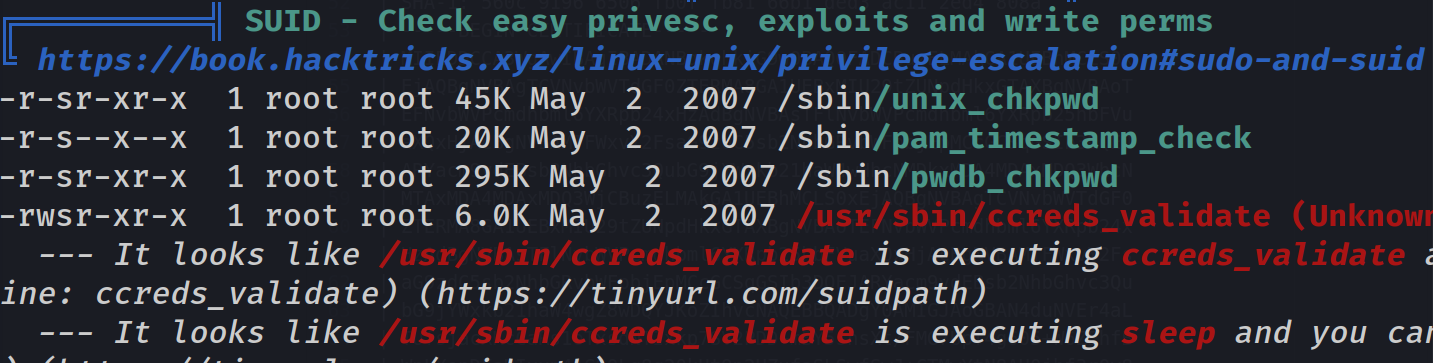 SUID - Check easy privesc, exploits and write perms
https://book.hacktricks.xyz/linux-unix/privilege-escalation#sudo-and-suid
-r-sr-xr-x 1 root root 45K May 2 2007 /sbin/unix_chkpwd
-r-s--x--x 1 root root 20K May 2 2007 /sbin/pam_timestamp_check
-r-sr-xr-x 1 root root 295K May 2 2007 /sbin/pwdb_chkpwd
-rwsr-xr-x 1 root root 6.0K May 2 2007 /usr/sbin/ccreds_validate (Unknown
--- It looks like /usr/sbin/ccreds_validate is executing ccreds_validate a
ine: ccreds_validate) (https://tinyurl.com/suidpath)
--- It looks like /usr/sbin/ccreds_validate is executing sleep and you can